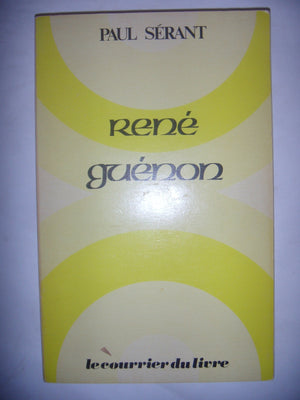 PAUL SÉRANT
René
guénon
le courrier du livre